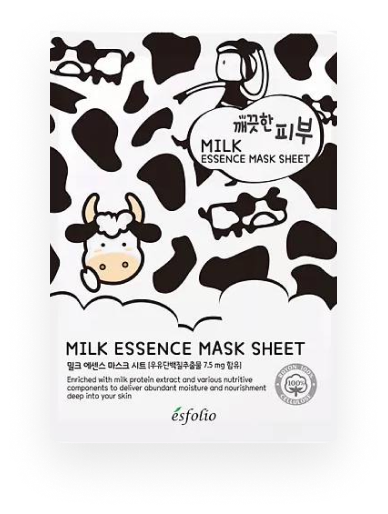 깨끗한 피부
MILK
ESSENCE MASK SHEET
MILK ESSENCE MASK SHEET
밀크 에센스 마스크 시트 [우유단백질추출물 7.5 mg 함유]
Enriched with milk protein extract and various nutritive
components to deliver abundant moisture and nourishment
deep into your skin
100%
esfolio